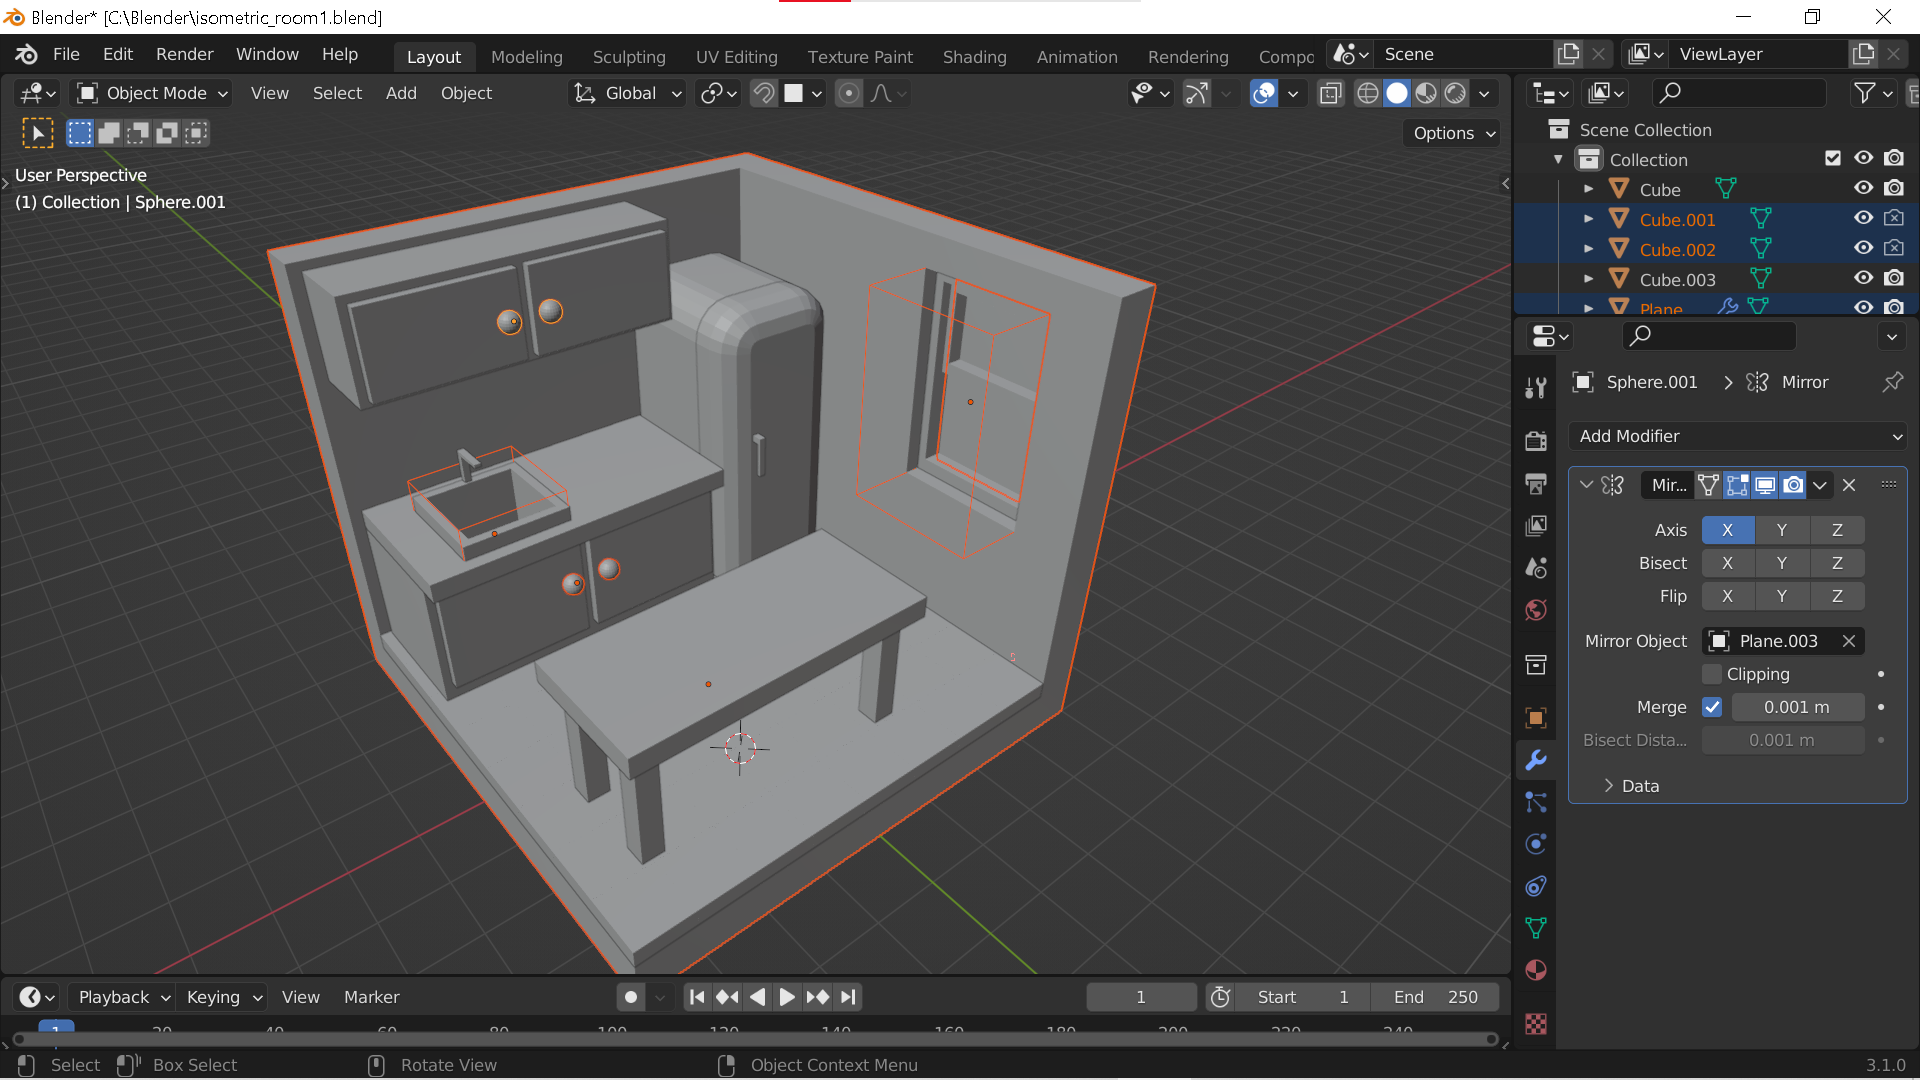 Blender* [C:\Blender\isometric_room1.blend]
File Edit Render Window Help Layout Modeling Sculpting UV Editing Texture Paint Shading Animation Rendering Compo Scene ViewLayer
Object Mode View Select Add Object Global
Options
User Perspective
(1) Collection | Sphere.001
Scene Collection
Collection
Cube
Cube.001
Cube.002
Cube.003
Plane
Sphere.001 Mirror
Add Modifier
Mir...
Axis X Y Z
Bisect X Y Z
Flip X Y Z
Mirror Object Plane.003
Clipping
Merge 0.001 m
Bisect Dista... 0.001 m
Data
Playback Keying View Marker 1 Start 1 End 250
1 20 40 60 80 100 120 140 160 180 200 220 240
Select Box Select Rotate View Object Context Menu 3.1.0